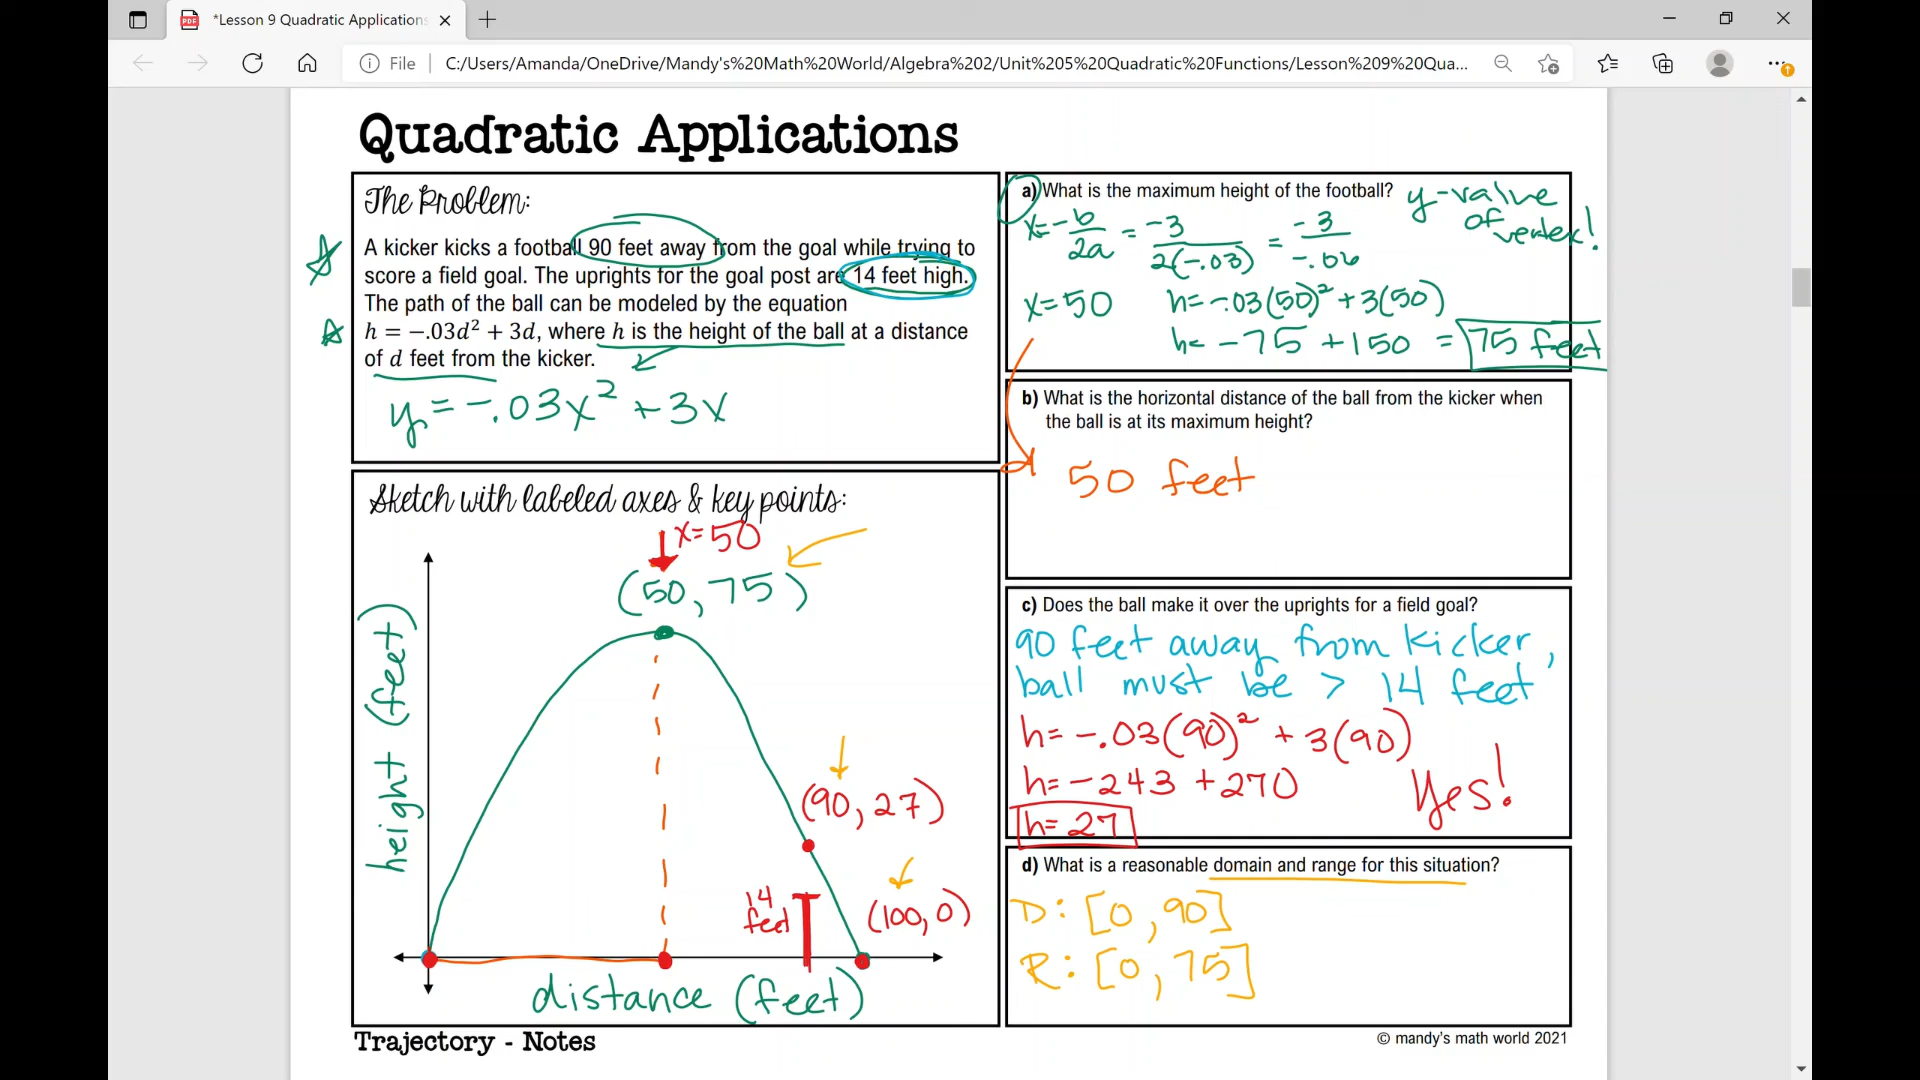 *Lesson 9 Quadratic Applications
File
C:/Users/Amanda/OneDrive/Mandy's%20Math%20World/Algebra%202/Unit%205%20Quadratic%20Functions/Lesson%209%20Qua...
Quadratic Applications
The Problem:
A kicker kicks a football 90 feet away from the goal while trying to
score a field goal. The uprights for the goal post are 14 feet high.
The path of the ball can be modeled by the equation
h = −.03d² + 3d, where h is the height of the ball at a distance
of d feet from the kicker.
y = -.03x² + 3x
Sketch with labeled axes & key points:
x=50
(50, 75)
height (feet)
(90, 27)
14
feet
(100, 0)
distance (feet)
a) What is the maximum height of the football?
y-value
of
vertex!
x = -b/2a = -3/2(-.03) = -3/-.06
x = 50
h = -.03(50)² + 3(50)
h = -75 + 150 = 75 feet
b) What is the horizontal distance of the ball from the kicker when
the ball is at its maximum height?
d
50 feet
c) Does the ball make it over the uprights for a field goal?
90 feet away from kicker,
ball must be > 14 feet
h = -.03(90)² + 3(90)
h = -243 + 270
Yes!
h = 27
d) What is a reasonable domain and range for this situation?
D: [0, 90]
R: [0, 75]
Trajectory - Notes
© mandy's math world 2021